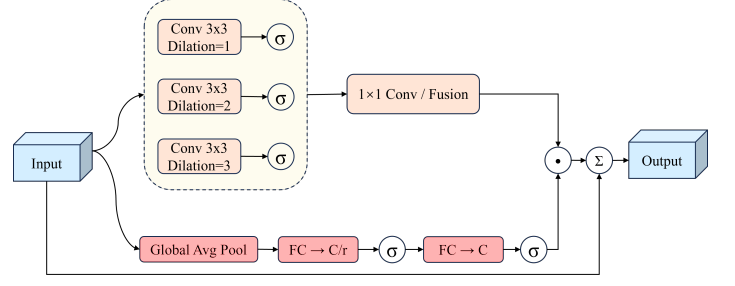 Conv 3x3
Dilation=1
σ
Conv 3x3
Dilation=2
σ
1×1 Conv / Fusion
Conv 3x3
Dilation=3
σ
Input
•
Σ
Output
Global Avg Pool
FC → C/r
σ
FC → C
σ